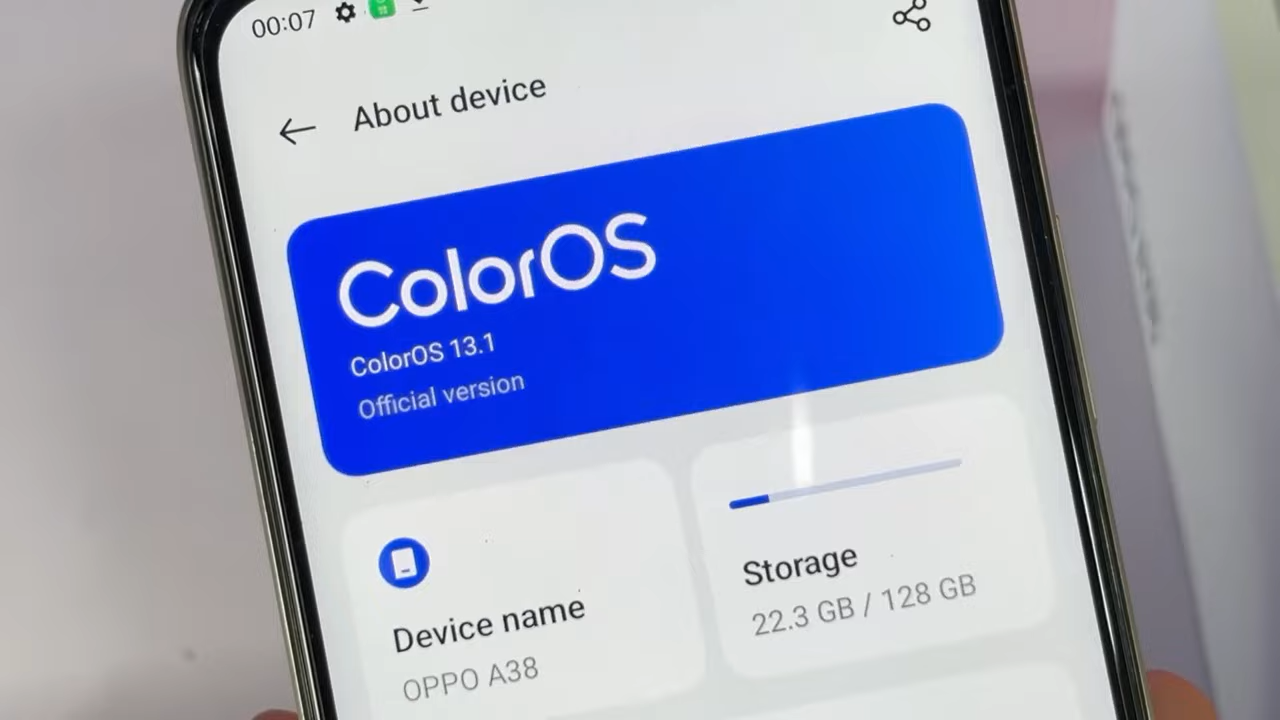 00:07
About device
ColorOS
ColorOS 13.1
Official version
Device name
OPPO A38
Storage
22.3 GB / 128 GB